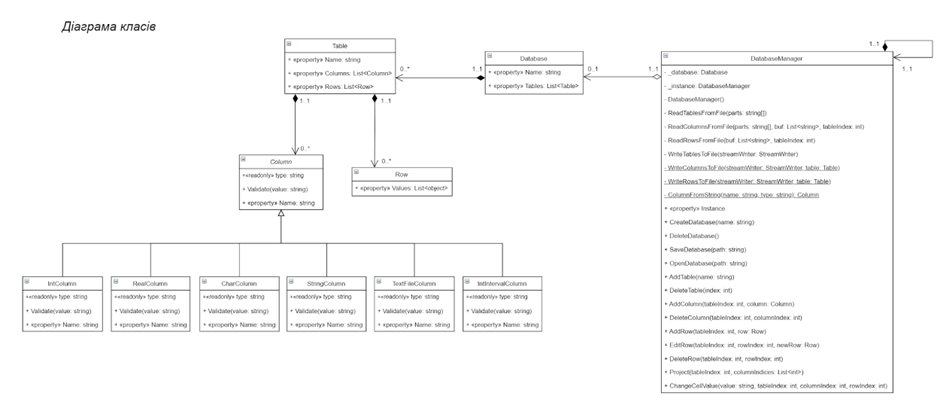 Діаграма класів
Table
+ «property» Name: string
+ «property» Columns: List<Column>
+ «property» Rows: List<Row>
0..*
1..1
Database
+ «property» Name: string
+ «property» Tables: List<Table>
0..1
1..1
1..1
1..1
DatabaseManager
- _database: Database
- _instance: DatabaseManager
- DatabaseManager()
- ReadTablesFromFile(parts: string[])
- ReadColumnsFromFile(parts: string[], buf: List<string>, tableIndex: int)
- ReadRowsFromFile(buf: List<string>, tableIndex: int)
- WriteTablesToFile(streamWriter: StreamWriter)
- WriteColumnsToFile(streamWriter: StreamWriter, table: Table)
- WriteRowsToFile(streamWriter: StreamWriter, table: Table)
- ColumnFromString(name: string, type: string): Column
+ «property» Instance
+ CreateDatabase(name: string)
+ DeleteDatabase()
+ SaveDatabase(path: string)
+ OpenDatabase(path: string)
+ AddTable(name: string)
+ DeleteTable(index: int)
+ AddColumn(tableIndex: int, column: Column)
+ DeleteColumn(tableIndex: int, columnIndex: int)
+ AddRow(tableIndex: int, row: Row)
+ EditRow(tableIndex: int, rowIndex: int, newRow: Row)
+ DeleteRow(tableIndex: int, rowIndex: int)
+ Project(tableIndex: int, columnIndices: List<int>)
+ ChangeCellValue(value: string, tableIndex: int, columnIndex: int, rowIndex: int)
1..1
1..1
0..*
0..*
Column
+«readonly» type: string
+ Validate(value: string)
+ «property» Name: string
Row
+ «property» Values: List<object>
IntColumn
+«readonly» type: string
+ Validate(value: string)
+ «property» Name: string
RealColumn
+«readonly» type: string
+ Validate(value: string)
+ «property» Name: string
CharColumn
+«readonly» type: string
+ Validate(value: string)
+ «property» Name: string
StringColumn
+«readonly» type: string
+ Validate(value: string)
+ «property» Name: string
TextFileColumn
+«readonly» type: string
+ Validate(value: string)
+ «property» Name: string
IntIntervalColumn
+«readonly» type: string
+ Validate(value: string)
+ «property» Name: string